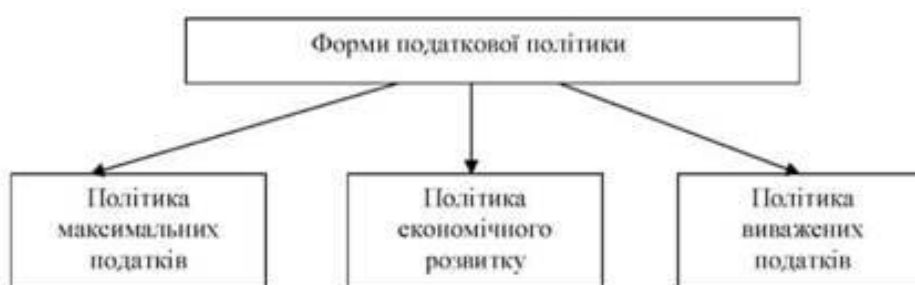 Форми податкової політики
Політика
максимальних
податків
Політика
економічного
розвитку
Політика
виважених
податків